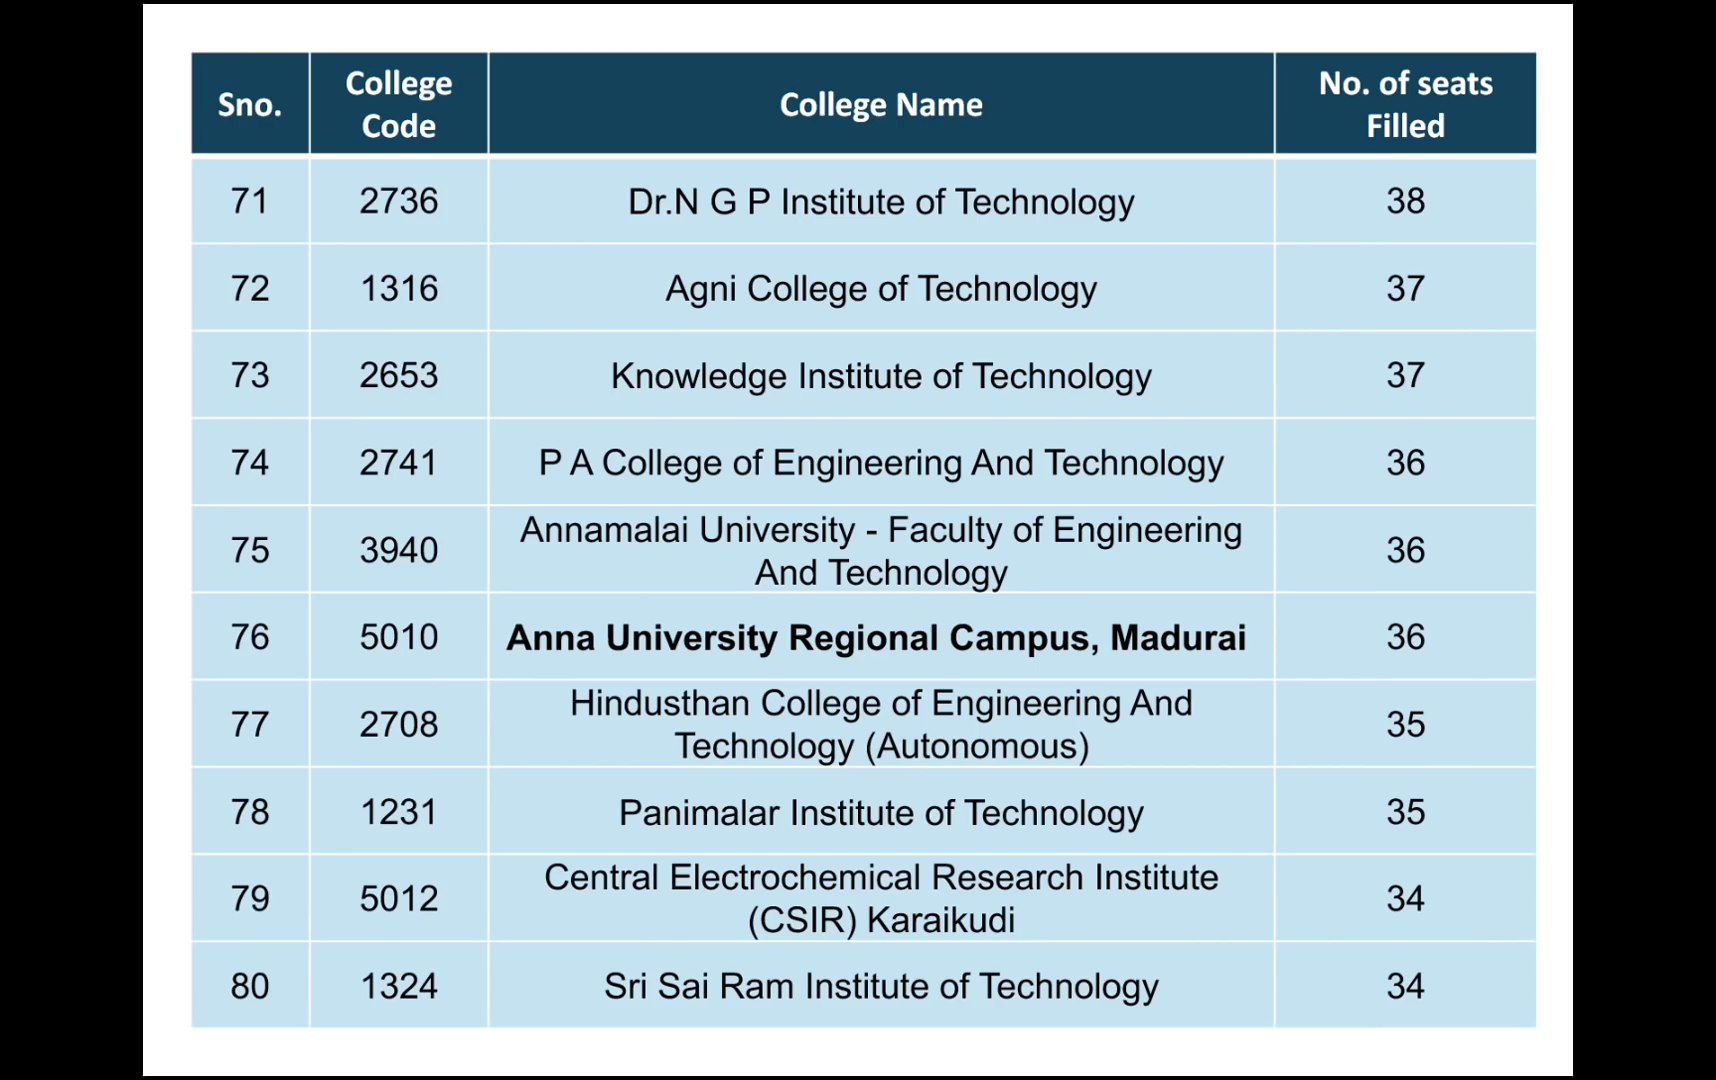 Sno. College Code College Name No. of seats Filled
71 2736 Dr.N G P Institute of Technology 38
72 1316 Agni College of Technology 37
73 2653 Knowledge Institute of Technology 37
74 2741 P A College of Engineering And Technology 36
75 3940 Annamalai University - Faculty of Engineering And Technology 36
76 5010 Anna University Regional Campus, Madurai 36
77 2708 Hindusthan College of Engineering And Technology (Autonomous) 35
78 1231 Panimalar Institute of Technology 35
79 5012 Central Electrochemical Research Institute (CSIR) Karaikudi 34
80 1324 Sri Sai Ram Institute of Technology 34